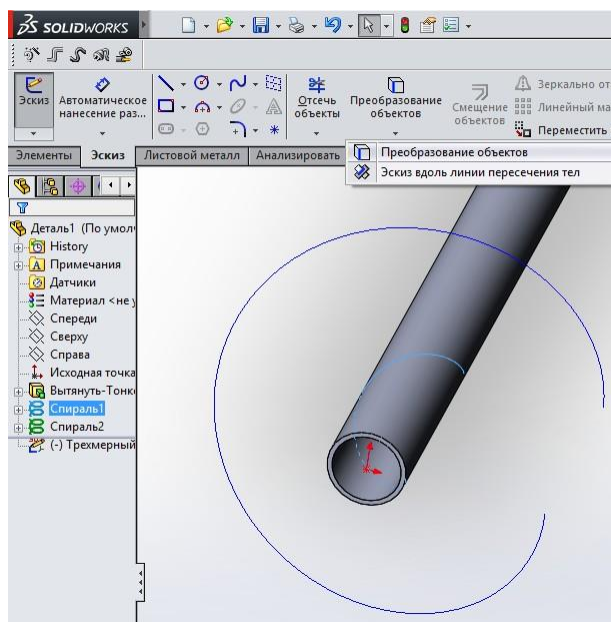 SOLIDWORKS
Эскиз
Автоматическое нанесение раз...
Отсечь объекты
Преобразование объектов
Смещение объектов
Зеркально от
Линейный ма
Переместить
Элементы Эскиз Листовой металл Анализировать
Преобразование объектов
Эскиз вдоль линии пересечения тел
Деталь1 (По умол
History
Примечания
Датчики
Материал <не у
Спереди
Сверху
Справа
Исходная точка
Вытянуть-Тонк
Спираль1
Спираль2
(-) Трехмерный